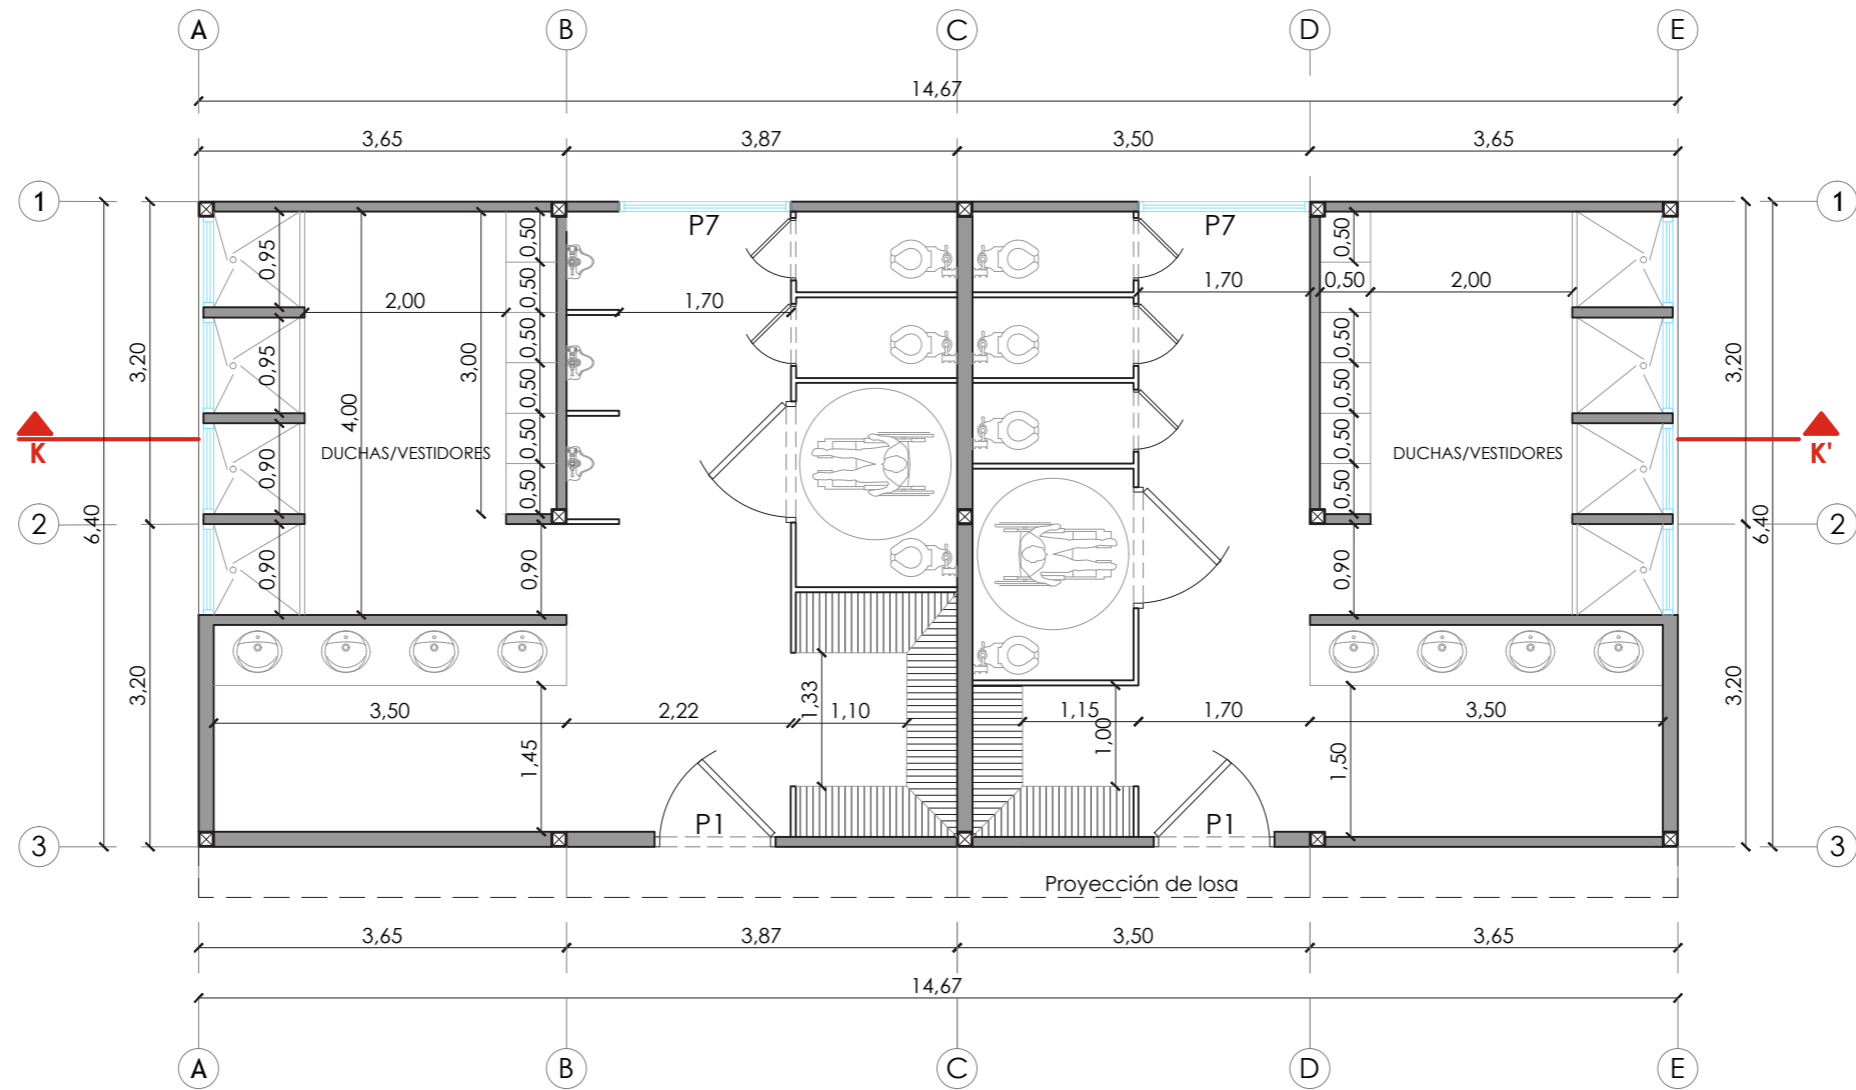 A B C D E
14,67
3,65 3,87 3,50 3,65
1 1
P7 P7
0,95 0,50 0,50
0,50 1,70 0,50 2,00
2,00 1,70
0,95 0,50 0,50
3,20 4,00 3,00 0,50 0,50 3,20
K K'
DUCHAS/VESTIDORES DUCHAS/VESTIDORES
0,90 0,50 0,50
0,50 0,50
2 6,40 6,40 2
0,90 0,90 0,90
3,20 3,20
3,50 2,22 1,33 1,10 1,15 1,00 1,70 3,50
1,45 1,50
P1 P1
3 3
Proyección de losa
3,65 3,87 3,50 3,65
14,67
A B C D E